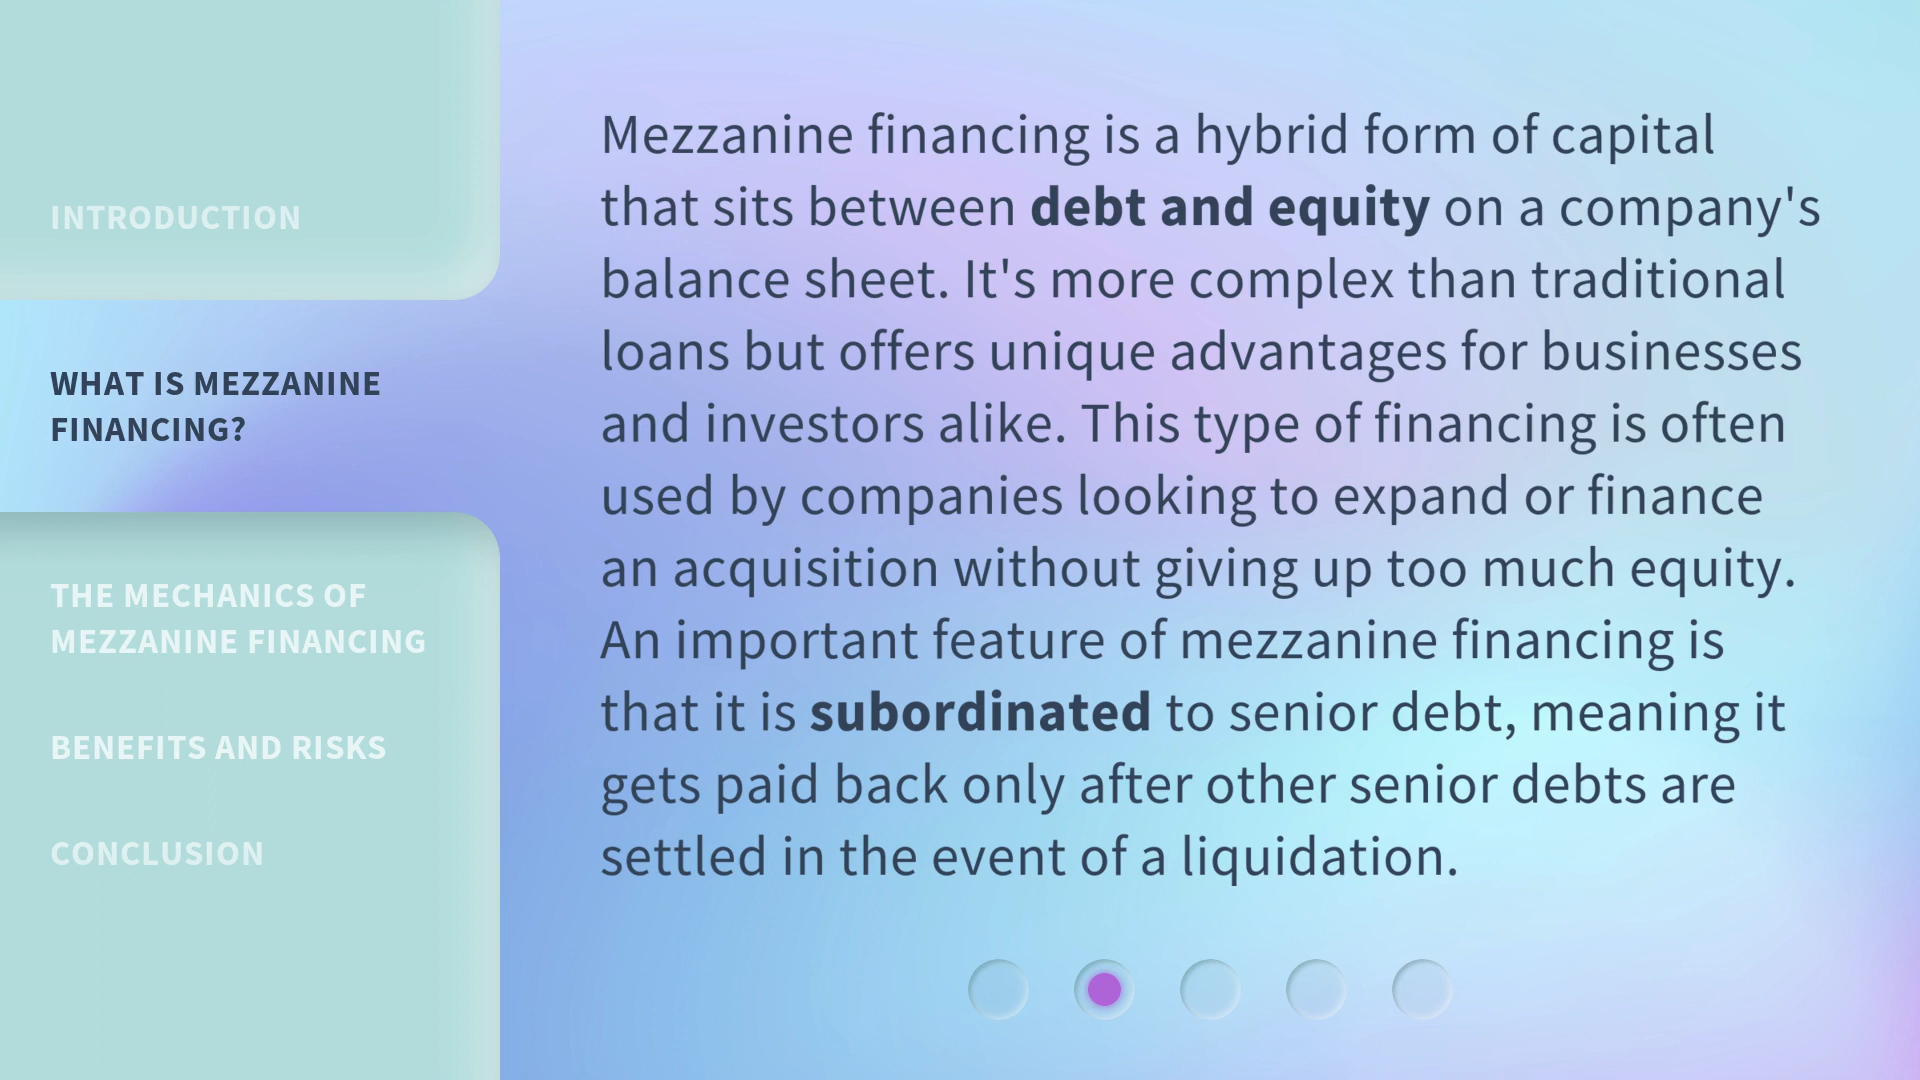 INTRODUCTION
WHAT IS MEZZANINE
FINANCING?
THE MECHANICS OF
MEZZANINE FINANCING
BENEFITS AND RISKS
CONCLUSION
Mezzanine financing is a hybrid form of capital
that sits between debt and equity on a company's
balance sheet. It's more complex than traditional
loans but offers unique advantages for businesses
and investors alike. This type of financing is often
used by companies looking to expand or finance
an acquisition without giving up too much equity.
An important feature of mezzanine financing is
that it is subordinated to senior debt, meaning it
gets paid back only after other senior debts are
settled in the event of a liquidation.